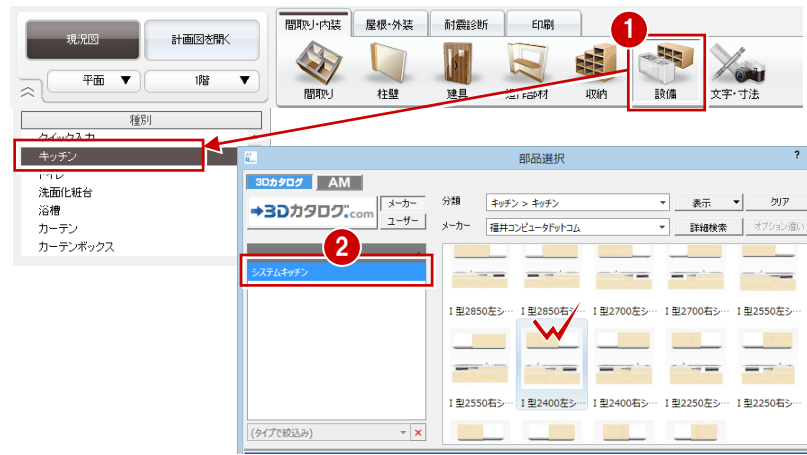 現況図
計画図を開く
平面 ▼
1階 ▼
間取り・内装
屋根・外装
耐震診断
印刷
1
間取り
柱壁
建具
造作部材
収納
設備
文字・寸法
種別
クイック入力
キッチン
トイレ
洗面化粧台
浴槽
カーテン
カーテンボックス
部品選択
?
3Dカタログ
AM
➔3Dカタログ.com
メーカー
ユーザー
分類
キッチン > キッチン
表示 ▼
クリア
メーカー
福井コンピュータドットコム
詳細検索
オプション違い
2
システムキッチン
(タイプで絞込み)
I型2850左シ…
I型2850右シ…
I型2700左シ…
I型2700右シ…
I型2550左シ…
I型2550右シ…
I型2400左シ…
I型2400右シ…
I型2250左シ…
I型2250右シ…